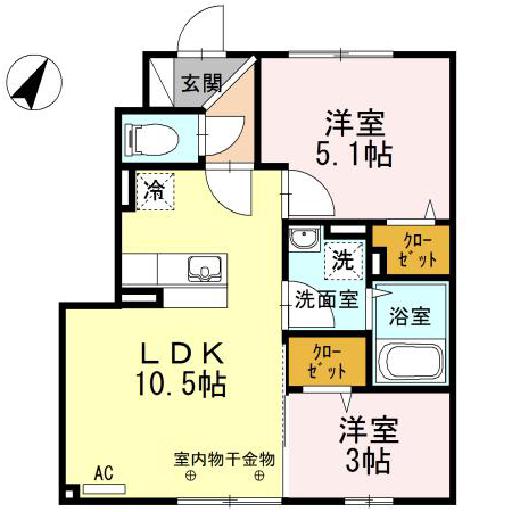 玄関
洋室
5.1帖
冷
洗
クロー
ゼット
洗面室
浴室
LDK
10.5帖
クロー
ゼット
洋室
3帖
室内物干金物
AC